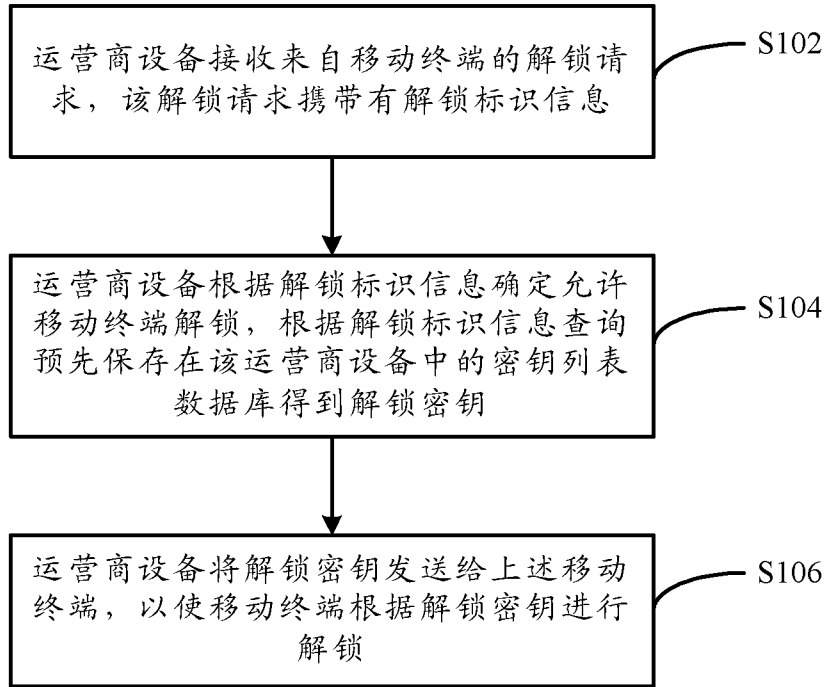 运营商设备接收来自移动终端的解锁请
求，该解锁请求携带有解锁标识信息
S102
运营商设备根据解锁标识信息确定允许
移动终端解锁，根据解锁标识信息查询
预先保存在该运营商设备中的密钥列表
数据库得到解锁密钥
S104
运营商设备将解锁密钥发送给上述移动
终端，以使移动终端根据解锁密钥进行
解锁
S106